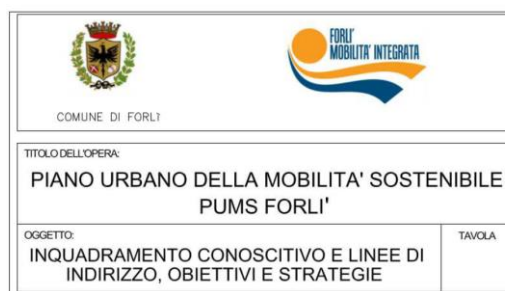 FORLI'
MOBILITA' INTEGRATA
COMUNE DI FORLI'
TITOLO DELL'OPERA:
PIANO URBANO DELLA MOBILITA' SOSTENIBILE
PUMS FORLI'
OGGETTO:
TAVOLA
INQUADRAMENTO CONOSCITIVO E LINEE DI
INDIRIZZO, OBIETTIVI E STRATEGIE